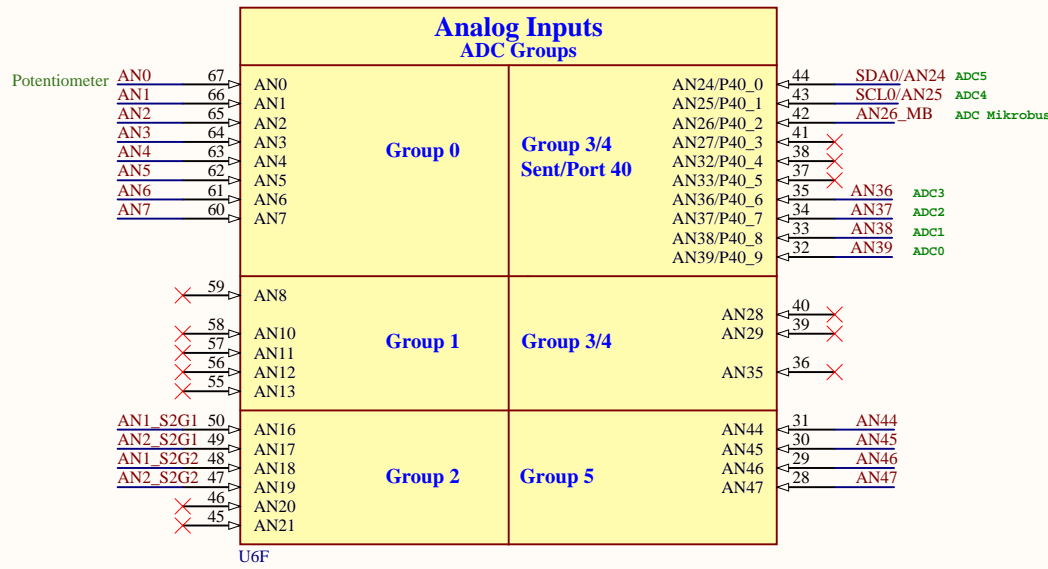 Analog Inputs
ADC Groups
Potentiometer AN0 67 AN0
AN1 66 AN1
AN2 65 AN2
AN3 64 AN3
AN4 63 AN4
AN5 62 AN5
AN6 61 AN6
AN7 60 AN7
Group 0
Group 3/4
Sent/Port 40
AN24/P40_0 44 SDA0/AN24 ADC5
AN25/P40_1 43 SCL0/AN25 ADC4
AN26/P40_2 42 AN26_MB ADC Mikrobus
AN27/P40_3 41
AN32/P40_4 38
AN33/P40_5 37
AN36/P40_6 35 AN36 ADC3
AN37/P40_7 34 AN37 ADC2
AN38/P40_8 33 AN38 ADC1
AN39/P40_9 32 AN39 ADC0
59 AN8
58 AN10
57 AN11
56 AN12
55 AN13
Group 1
Group 3/4
AN28 40
AN29 39
AN35 36
AN1_S2G1 50 AN16
AN2_S2G1 49 AN17
AN1_S2G2 48 AN18
AN2_S2G2 47 AN19
46 AN20
45 AN21
Group 2
Group 5
AN44 31 AN44
AN45 30 AN45
AN46 29 AN46
AN47 28 AN47
U6F